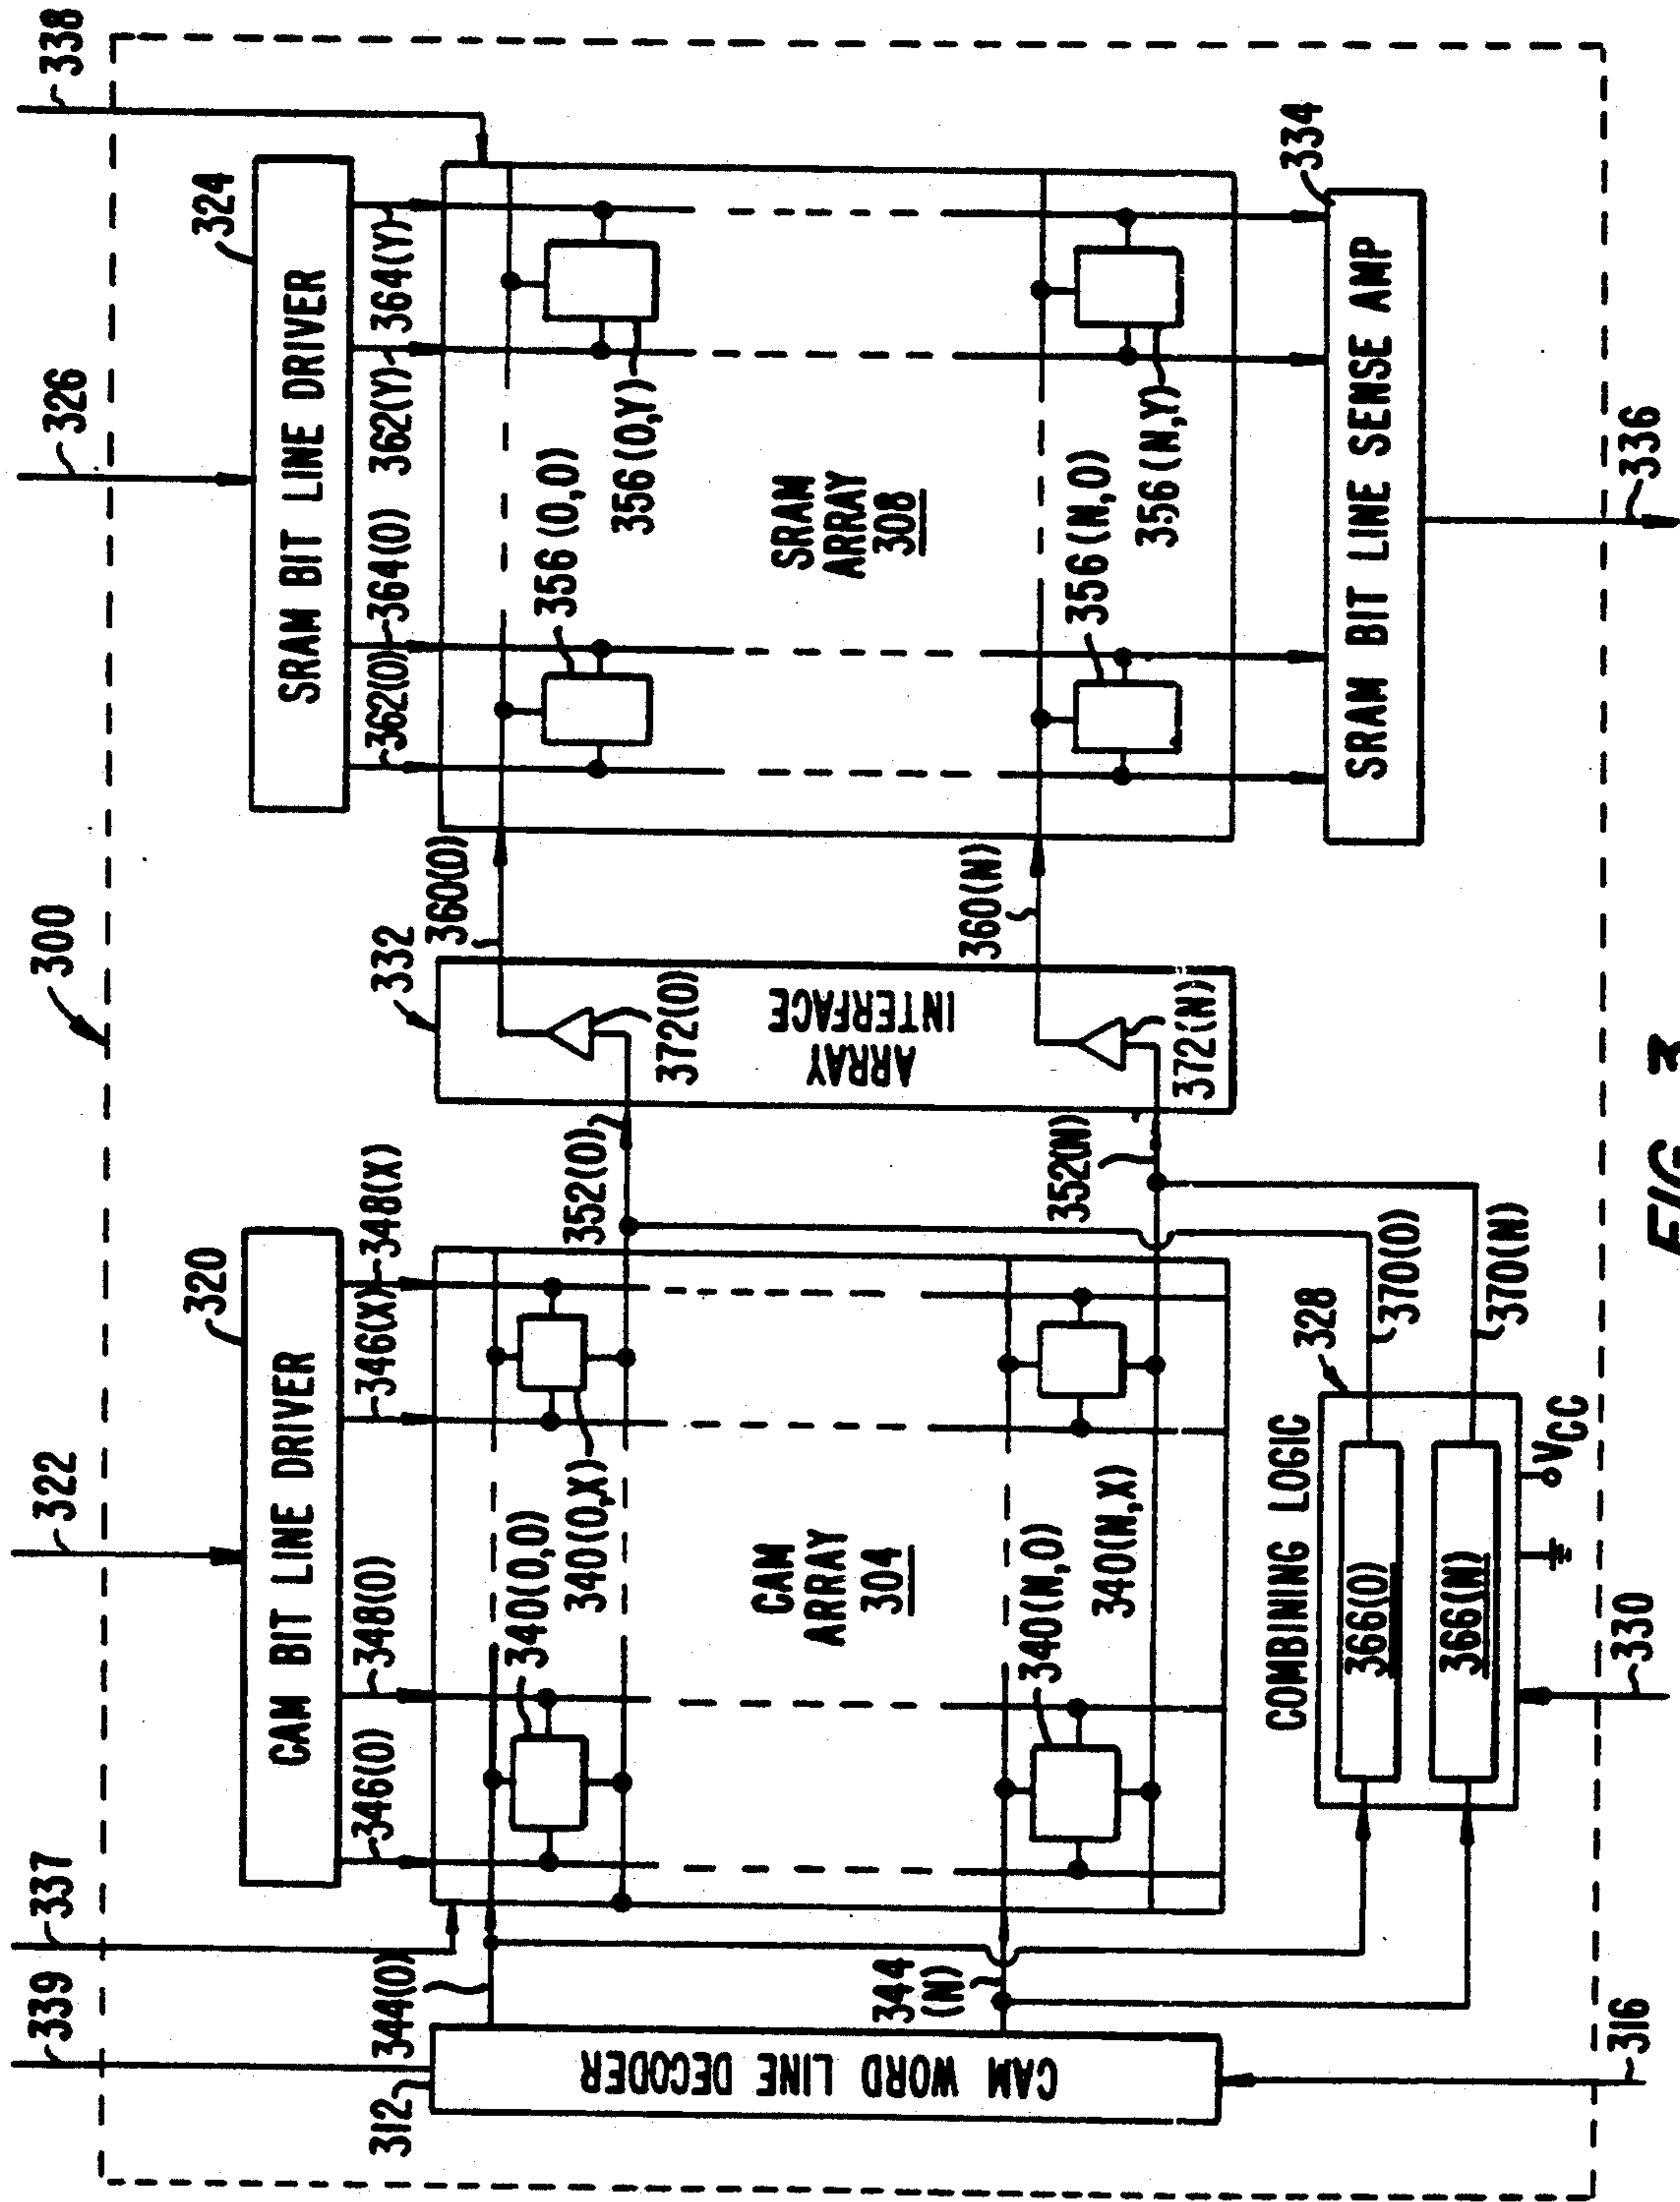 300
339
337
322
326
338
320
CAM BIT LINE DRIVER
324
SRAM BIT LINE DRIVER
346(0)
348(0)
346(X)
348(X)
362(0)
364(0)
362(Y)
364(Y)
312
344(0)
CAM WORD LINE DECODER
340(0,0)
340(0,X)
352(0)
332
360(0)
356(0,0)
356(0,Y)
372(0)
CAM
ARRAY
304
ARRAY
INTERFACE
SRAM
ARRAY
308
344
(N)
340(N,0)
340(N,X)
352(N)
372(N)
360(N)
356(N,0)
356(N,Y)
COMBINING LOGIC
328
366(0)
370(0)
366(N)
370(N)
VCC
334
SRAM BIT LINE SENSE AMP
316
330
336
FIG. 3